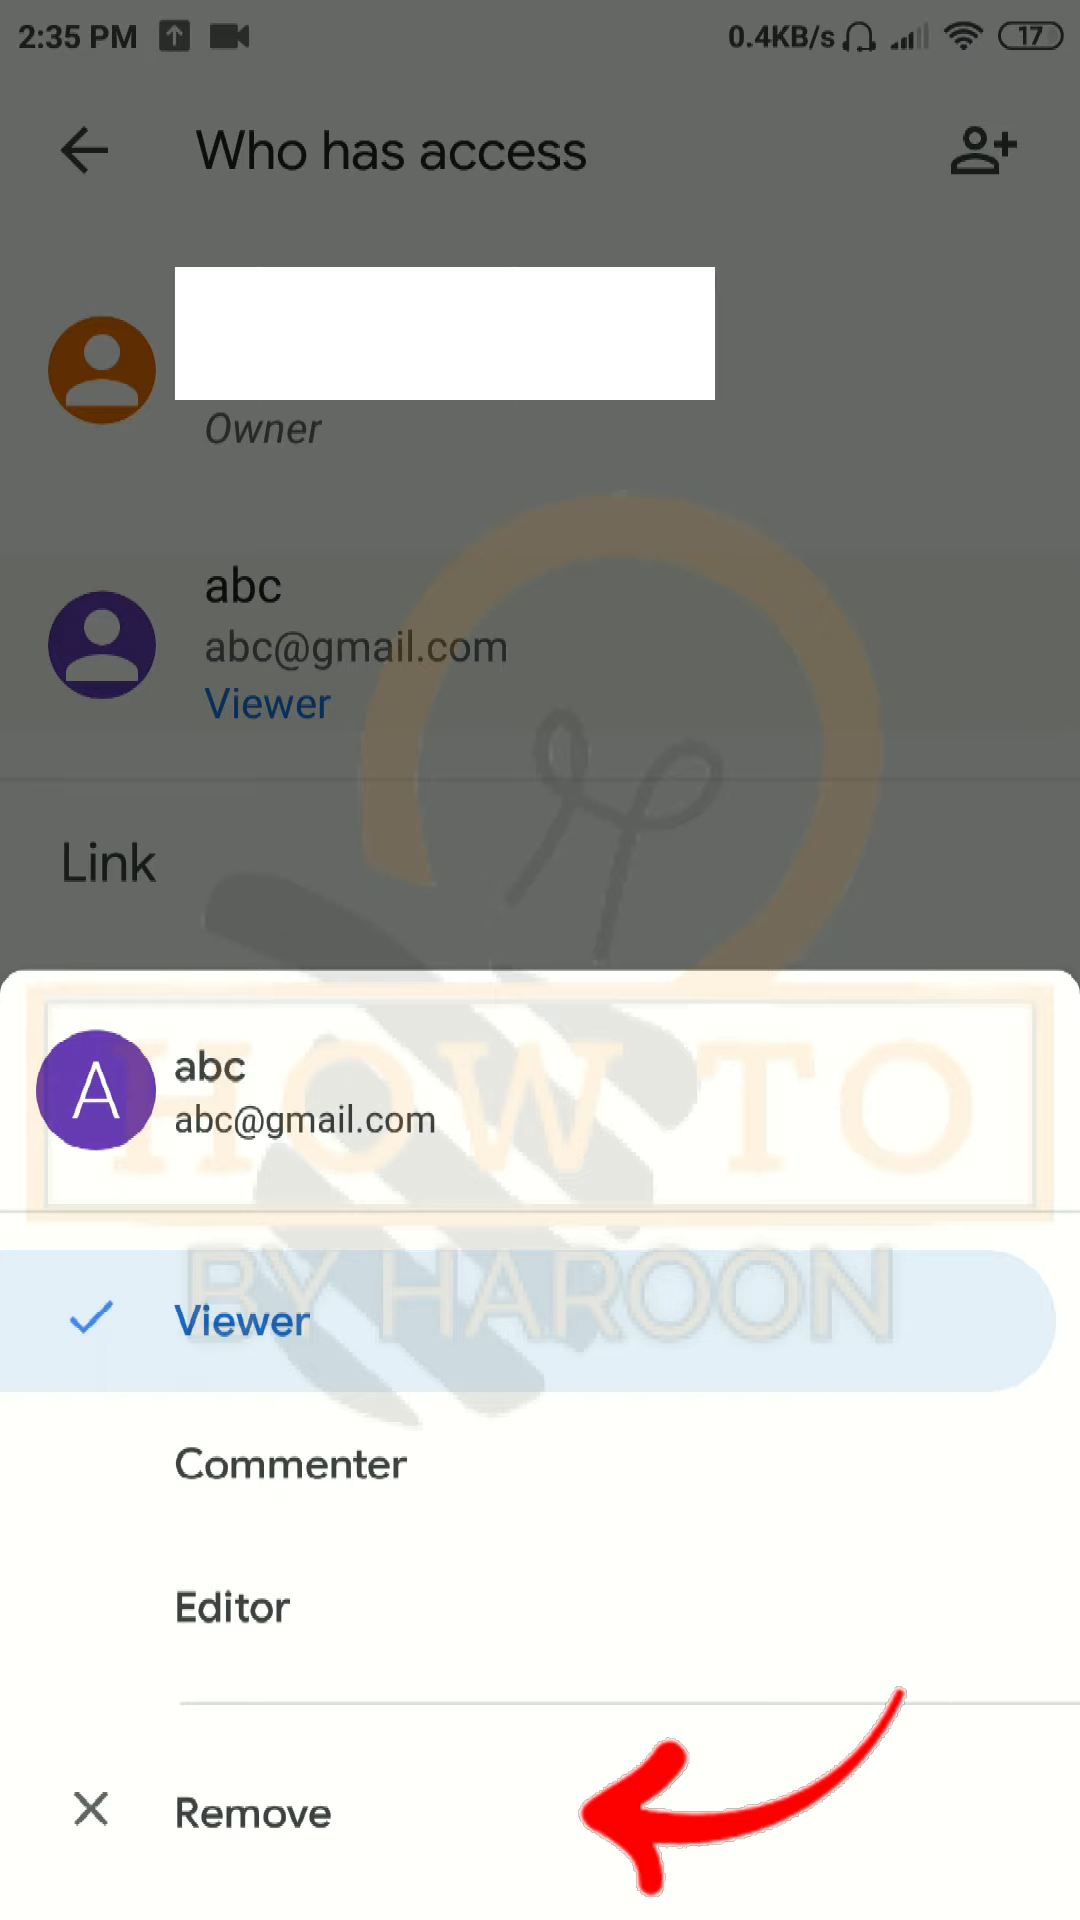 2:35 PM 0.4KB/s 17
Who has access
Owner
abc
abc@gmail.com
Viewer
Link
HOW TO
abc
abc@gmail.com
BY HAROON
Viewer
Commenter
Editor
Remove
A